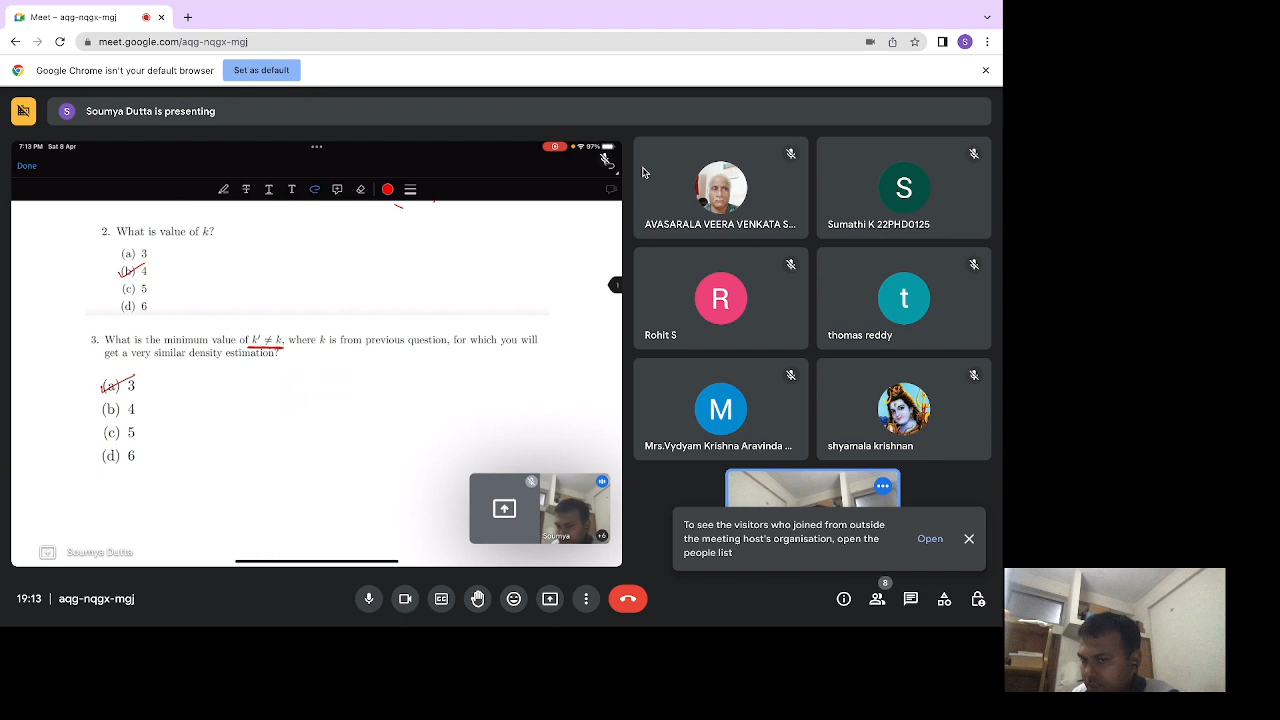 Meet – aqg-nqgx-mgj
meet.google.com/aqg-nqgx-mgj
S
Google Chrome isn't your default browser
Set as default
S
Soumya Dutta is presenting
7:13 PM Sat 8 Apr
97%
Done
2. What is value of k?
(a) 3
(b) 4
(c) 5
(d) 6
3. What is the minimum value of k′ ≠ k, where k is from previous question, for which you will
get a very similar density estimation?
(a) 3
(b) 4
(c) 5
(d) 6
1
Soumya
+6
Soumya Dutta
AVASARALA VEERA VENKATA S...
S
Sumathi K 22PHD0125
R
Rohit S
t
thomas reddy
M
Mrs.Vydyam Krishna Aravinda ...
shyamala krishnan
To see the visitors who joined from outside
the meeting host's organisation, open the
people list
Open
19:13 | aqg-nqgx-mgj
8